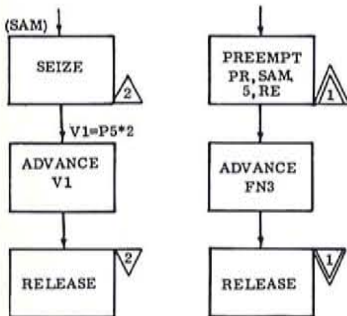 (SAM)
SEIZE
2
V1=P5*2
ADVANCE
V1
2
RELEASE
PREEMPT
PR, SAM,
5, RE
1
ADVANCE
FN3
1
RELEASE